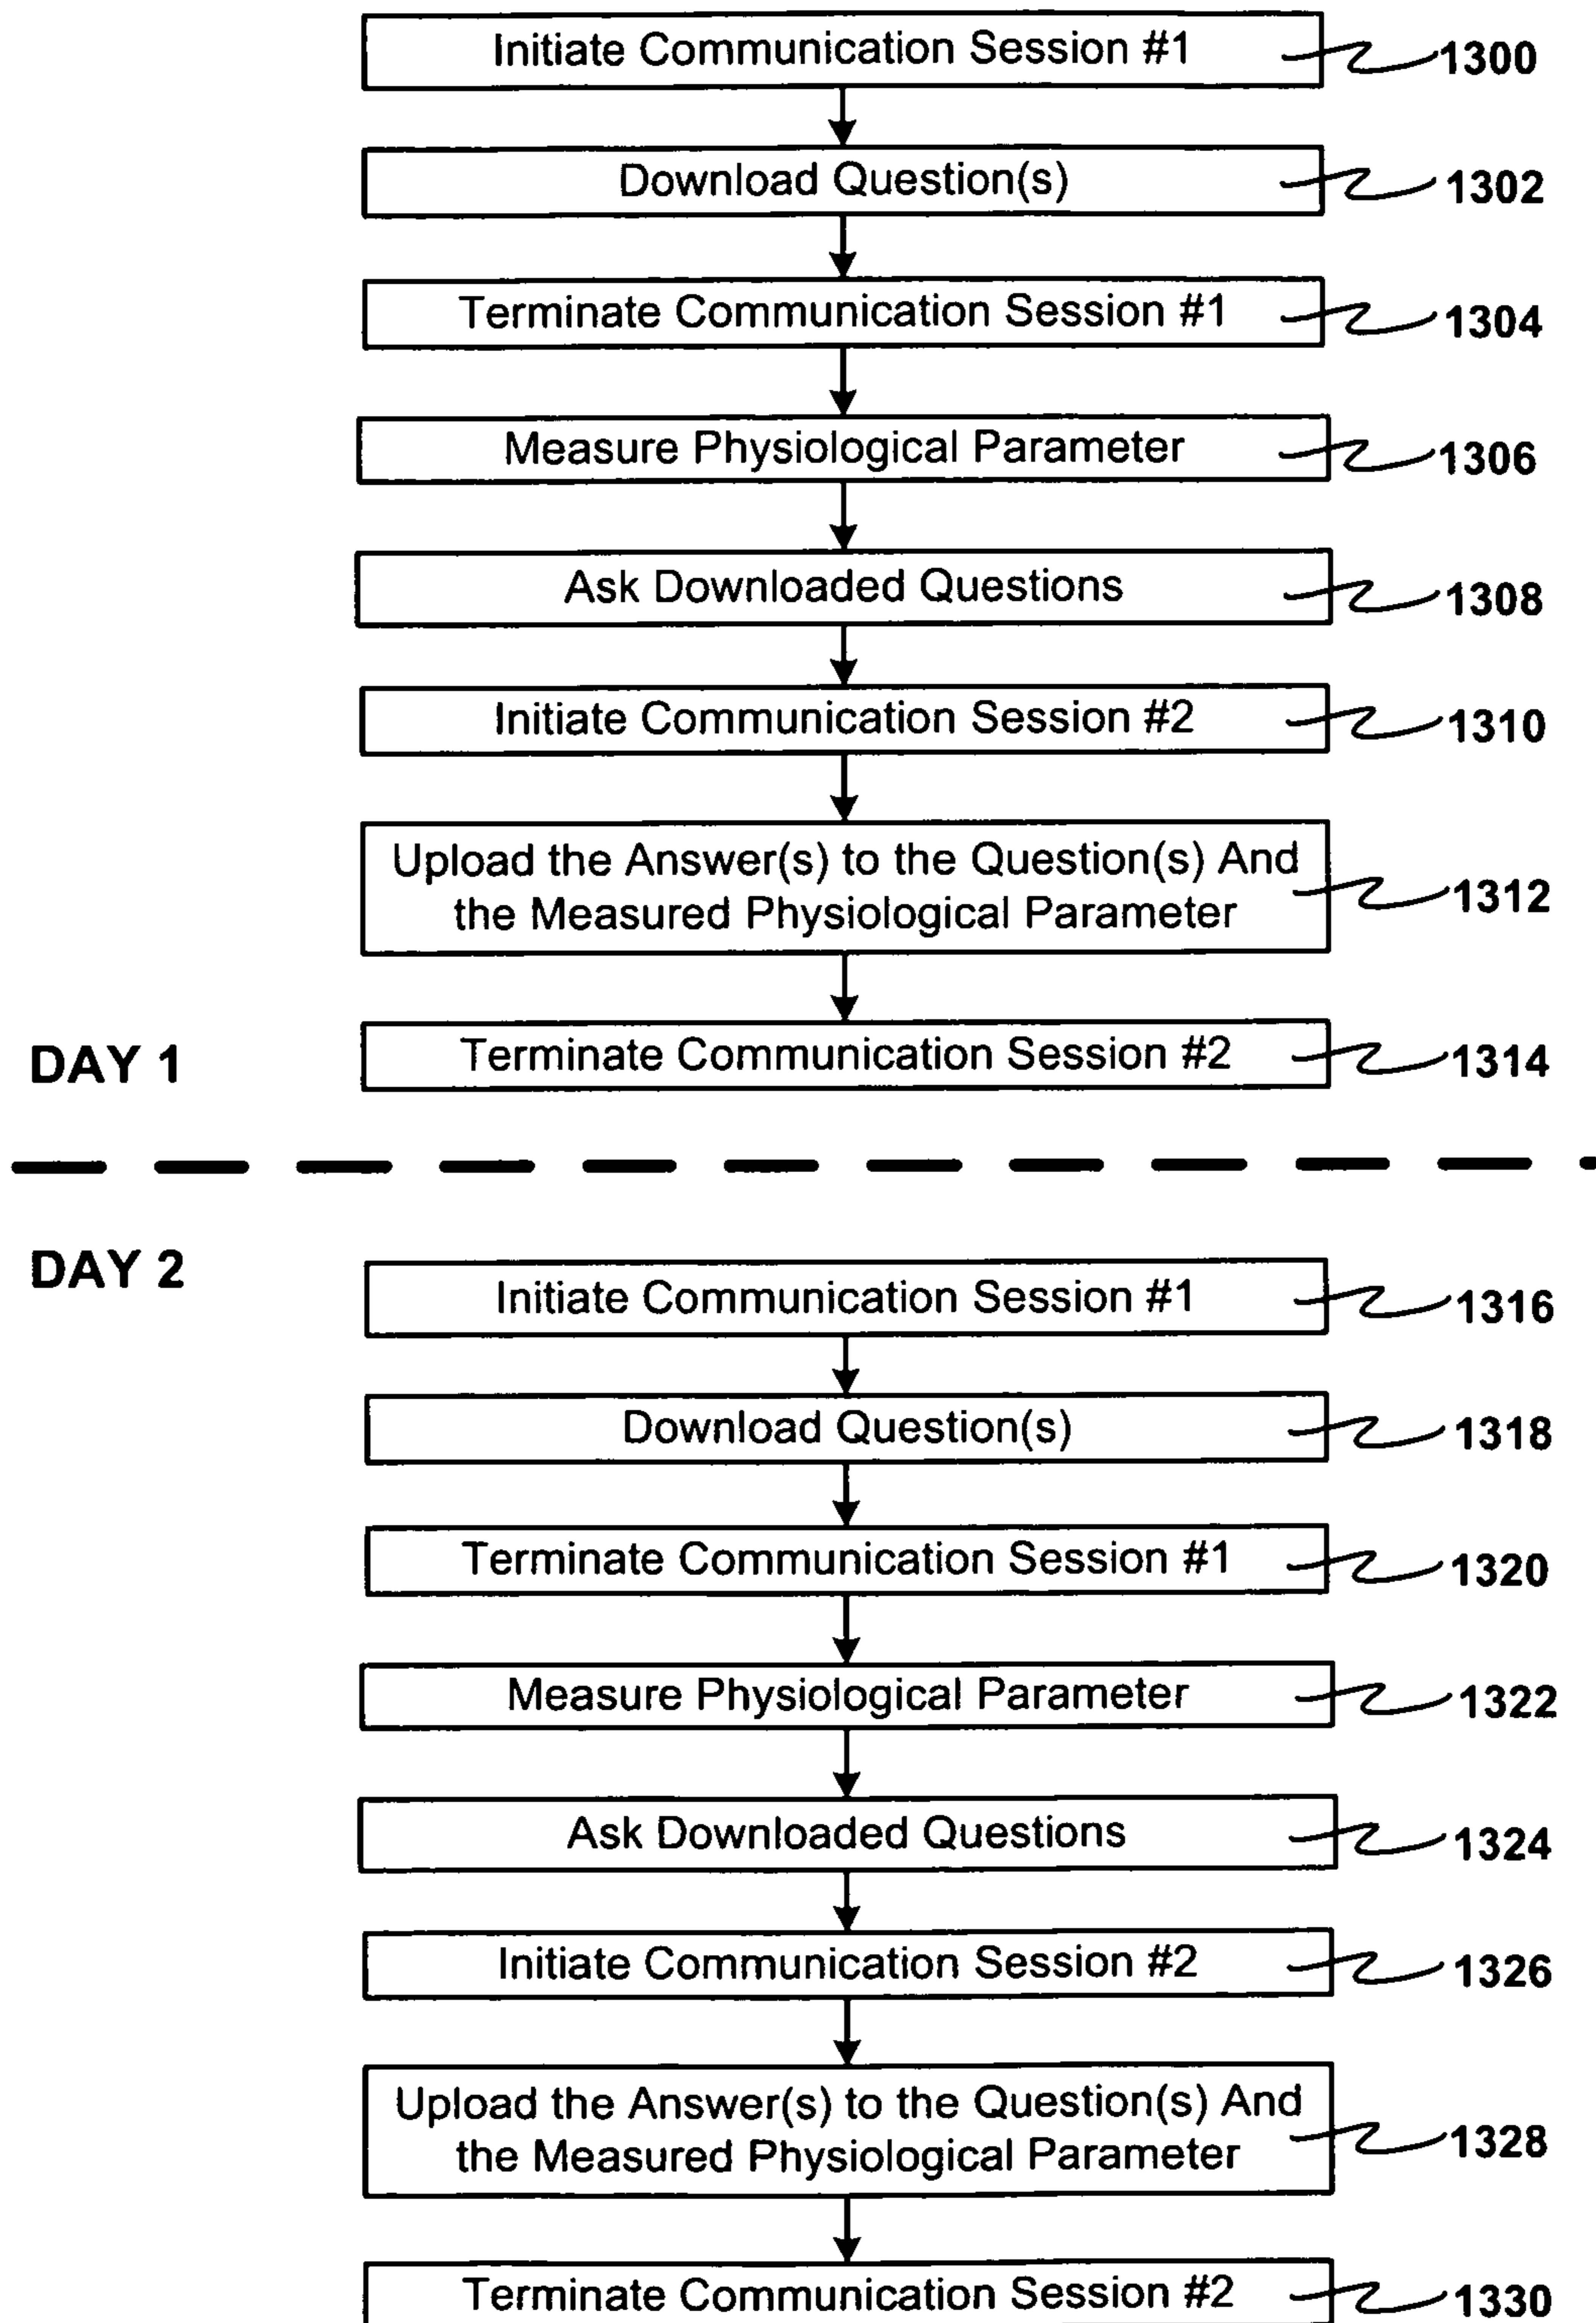 Initiate Communication Session #1
1300
Download Question(s)
1302
Terminate Communication Session #1
1304
Measure Physiological Parameter
1306
Ask Downloaded Questions
1308
Initiate Communication Session #2
1310
Upload the Answer(s) to the Question(s) And
the Measured Physiological Parameter
1312
DAY 1
Terminate Communication Session #2
1314
DAY 2
Initiate Communication Session #1
1316
Download Question(s)
1318
Terminate Communication Session #1
1320
Measure Physiological Parameter
1322
Ask Downloaded Questions
1324
Initiate Communication Session #2
1326
Upload the Answer(s) to the Question(s) And
the Measured Physiological Parameter
1328
Terminate Communication Session #2
1330